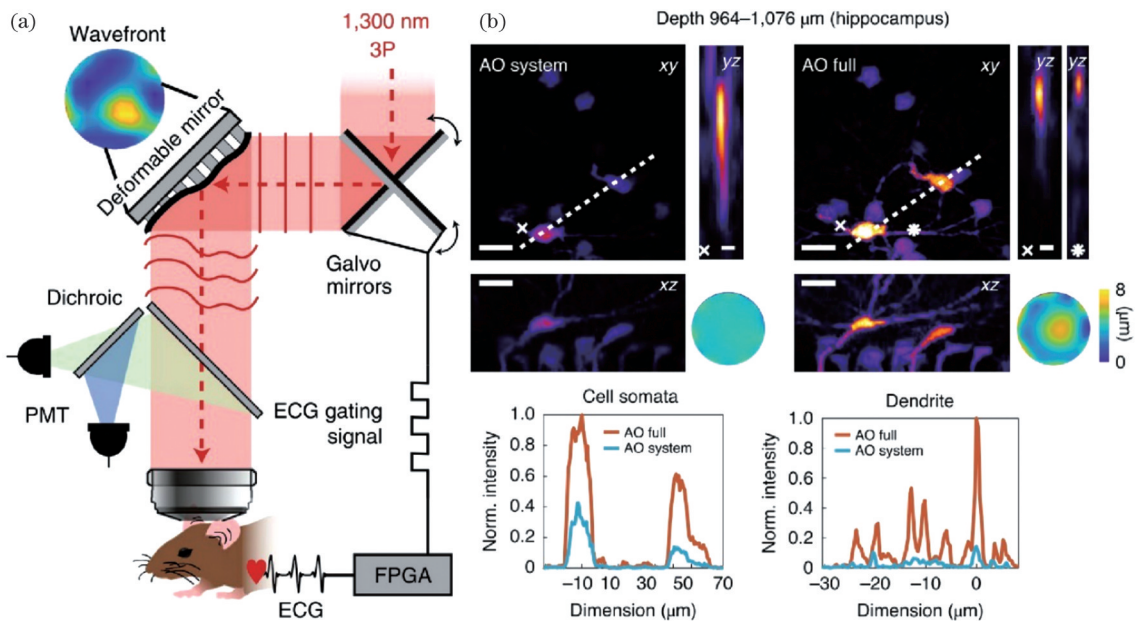 (a)
Wavefront
Deformable mirror
1,300 nm
3P
Galvo
mirrors
Dichroic
PMT
ECG gating
signal
FPGA
ECG
(b)
Depth 964–1,076 μm (hippocampus)
AO system
xy
yz
×
AO full
xy
yz
yz
×
*
×
*
×
xz
xz
8
(μm)
0
Cell somata
Norm. intensity
1.0
0.8
0.6
0.4
0.2
0
AO full
AO system
-10 10 30 50 70
Dimension (μm)
Dendrite
Norm. intensity
1.0
0.8
0.6
0.4
0.2
0
AO full
AO system
-30 -20 -10 0
Dimension (μm)